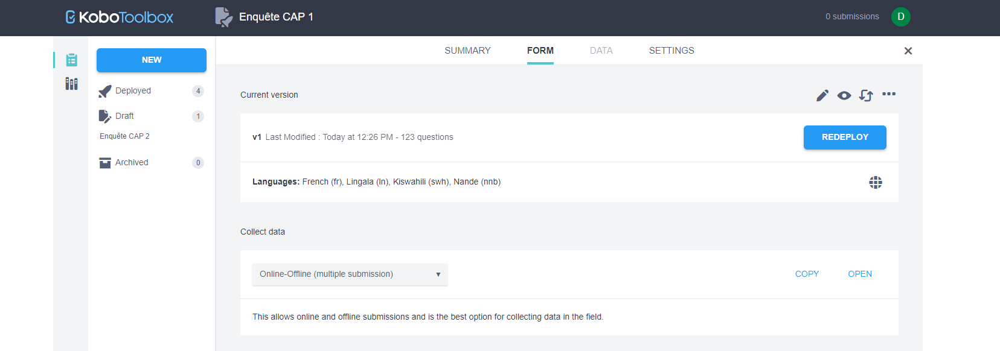 KoboToolbox
Enquête CAP 1
0 submissions
D
NEW
Deployed 4
Draft 1
Enquête CAP 2
Archived 0
SUMMARY FORM DATA SETTINGS
Current version
v1 Last Modified : Today at 12:26 PM - 123 questions
REDEPLOY
Languages: French (fr), Lingala (ln), Kiswahili (swh), Nande (nnb)
Collect data
Online-Offline (multiple submission)
COPY OPEN
This allows online and offline submissions and is the best option for collecting data in the field.